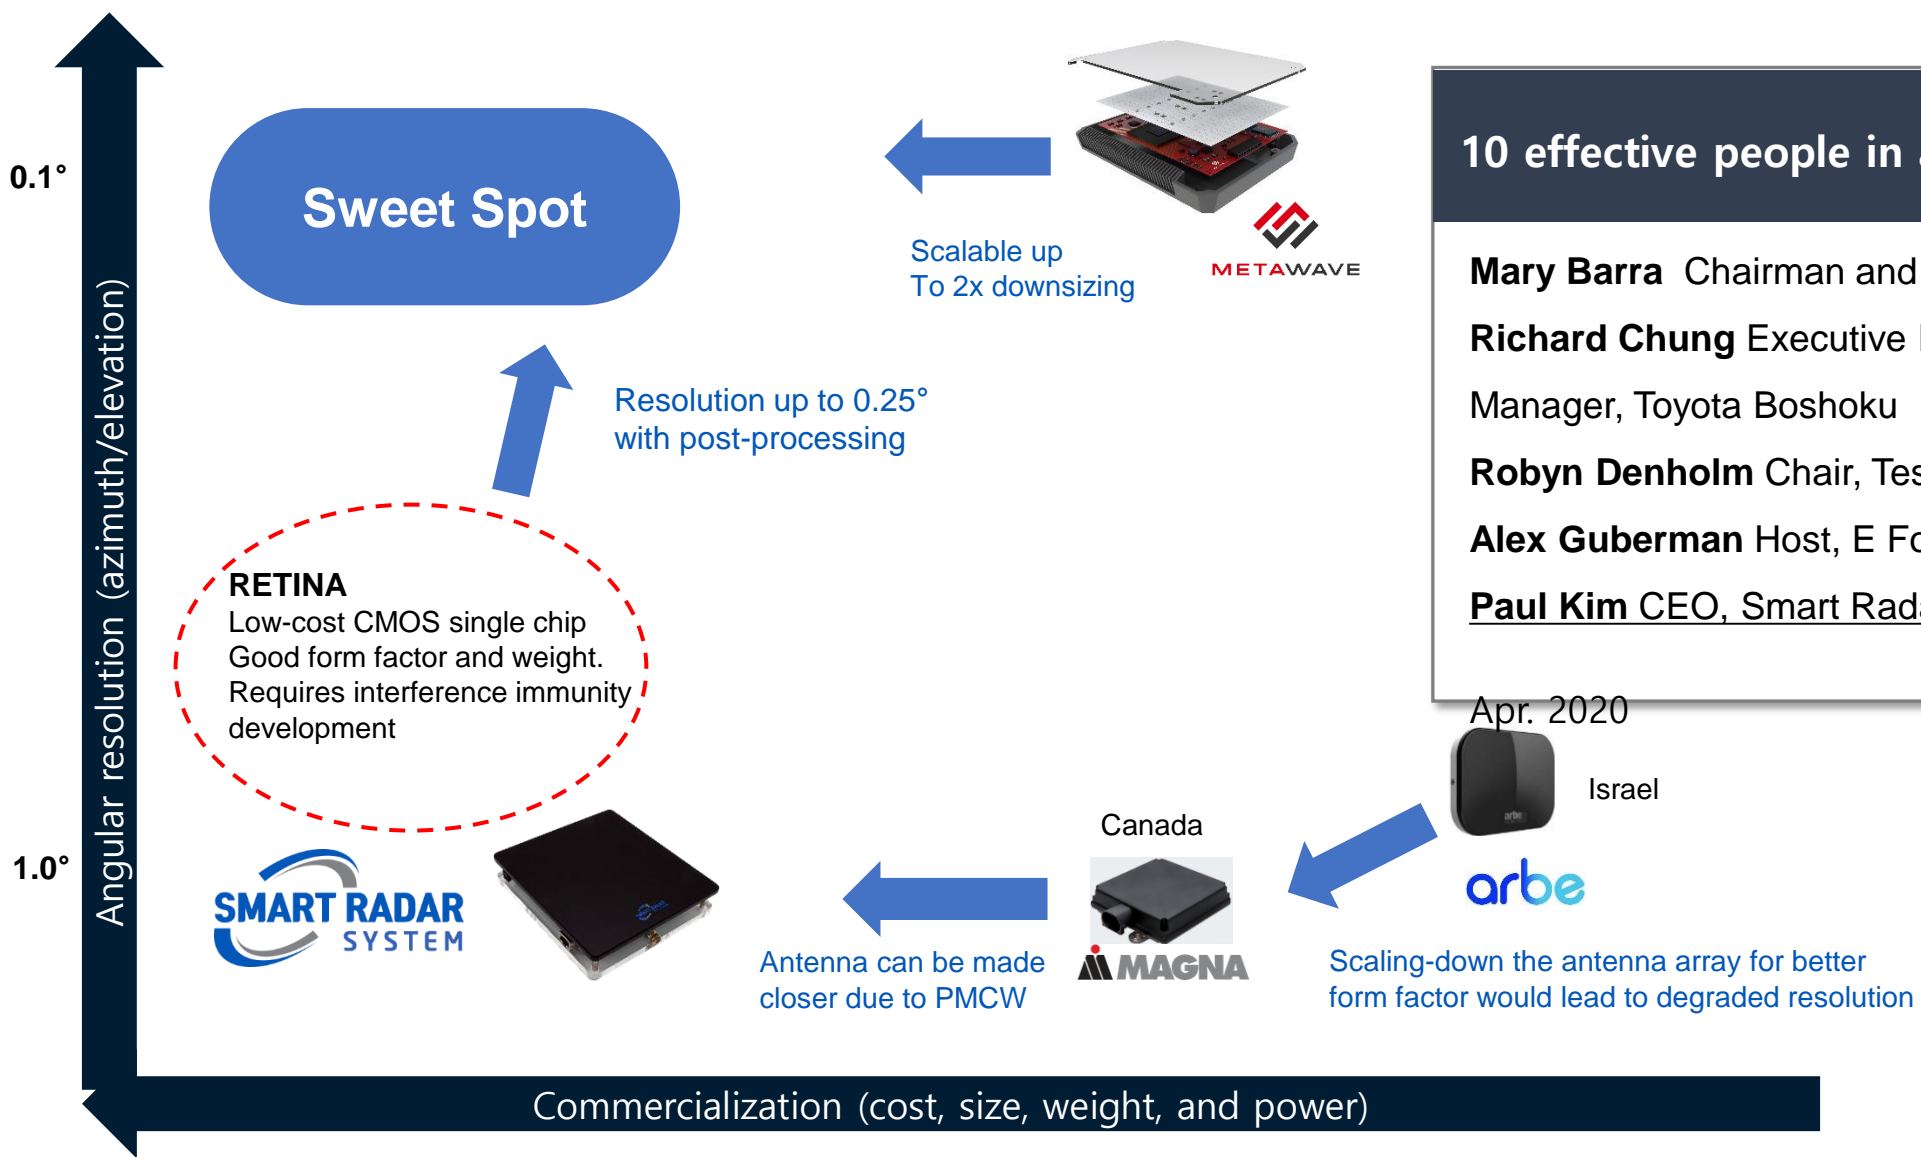 0.1°
Sweet Spot
Scalable up
To 2x downsizing
METAWAVE
10 effective people in
Mary Barra  Chairman and
Richard Chung Executive
Manager, Toyota Boshoku
Robyn Denholm Chair,
Alex Guberman Host, E
Paul Kim CEO, Smart
Apr. 2020
Resolution up to 0.25°
with post-processing
RETINA
Low-cost CMOS single chip
Good form factor and weight.
Requires interference immunity
development
Angular resolution (azimuth/elevation)
1.0°
SMART RADAR
SYSTEM
Antenna can be made
closer due to PMCW
Canada
MAGNA
Israel
arbe
arbe
Scaling-down the antenna array for better
form factor would lead to degraded resolution
Commercialization (cost, size, weight, and power)